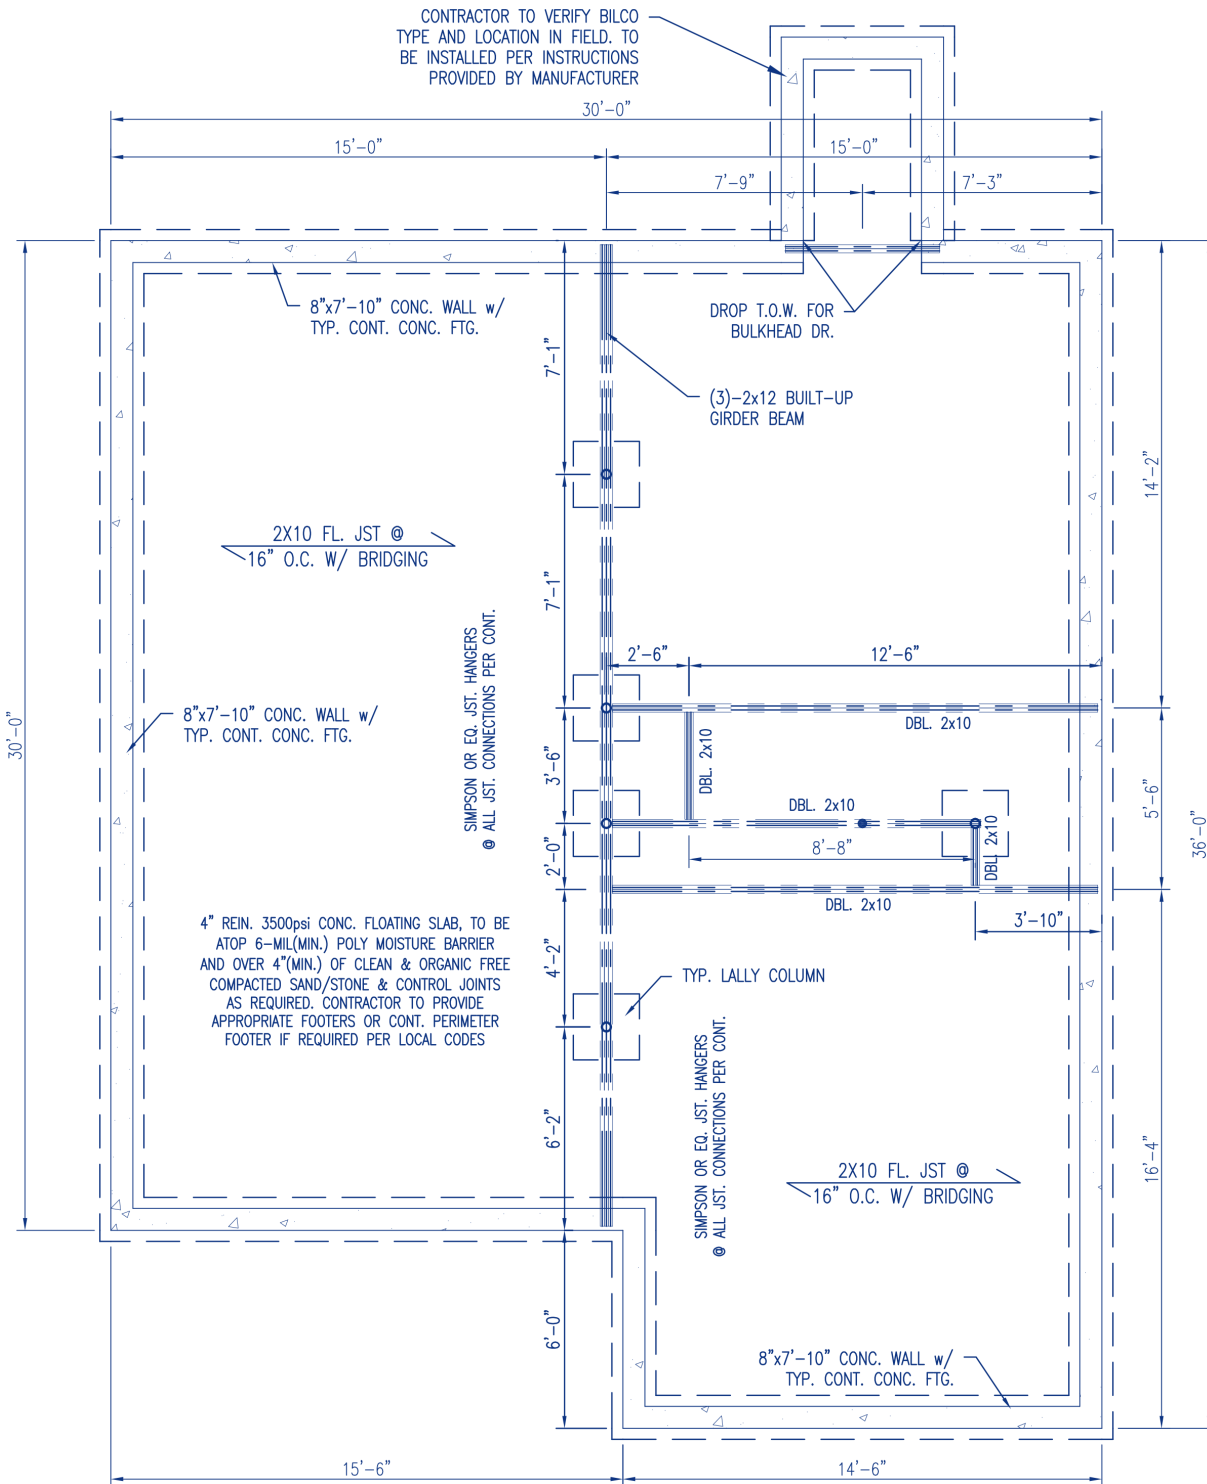 CONTRACTOR TO VERIFY BILCO
TYPE AND LOCATION IN FIELD. TO
BE INSTALLED PER INSTRUCTIONS
PROVIDED BY MANUFACTURER
30'-0"
15'-0"
15'-0"
7'-9"
7'-3"
8"x7'-10" CONC. WALL w/
TYP. CONT. CONC. FTG.
DROP T.O.W. FOR
BULKHEAD DR.
7'-1"
(3)-2x12 BUILT-UP
GIRDER BEAM
14'-2"
2X10 FL. JST @
16" O.C. W/ BRIDGING
7'-1"
SIMPSON OR EQ. JST. HANGERS
@ ALL JST. CONNECTIONS PER CONT.
2'-6"
12'-6"
8"x7'-10" CONC. WALL w/
TYP. CONT. CONC. FTG.
30'-0"
DBL. 2x10
DBL. 2x10
3'-6"
DBL. 2x10
5'-6"
36'-0"
8'-8"
DBL. 2x10
2'-0"
DBL. 2x10
3'-10"
4" REIN. 3500psi CONC. FLOATING SLAB, TO BE
ATOP 6-MIL(MIN.) POLY MOISTURE BARRIER
AND OVER 4"(MIN.) OF CLEAN & ORGANIC FREE
COMPACTED SAND/STONE & CONTROL JOINTS
AS REQUIRED. CONTRACTOR TO PROVIDE
APPROPRIATE FOOTERS OR CONT. PERIMETER
FOOTER IF REQUIRED PER LOCAL CODES
4'-2"
TYP. LALLY COLUMN
SIMPSON OR EQ. JST. HANGERS
@ ALL JST. CONNECTIONS PER CONT.
6'-2"
16'-4"
2X10 FL. JST @
16" O.C. W/ BRIDGING
6'-0"
8"x7'-10" CONC. WALL w/
TYP. CONT. CONC. FTG.
15'-6"
14'-6"